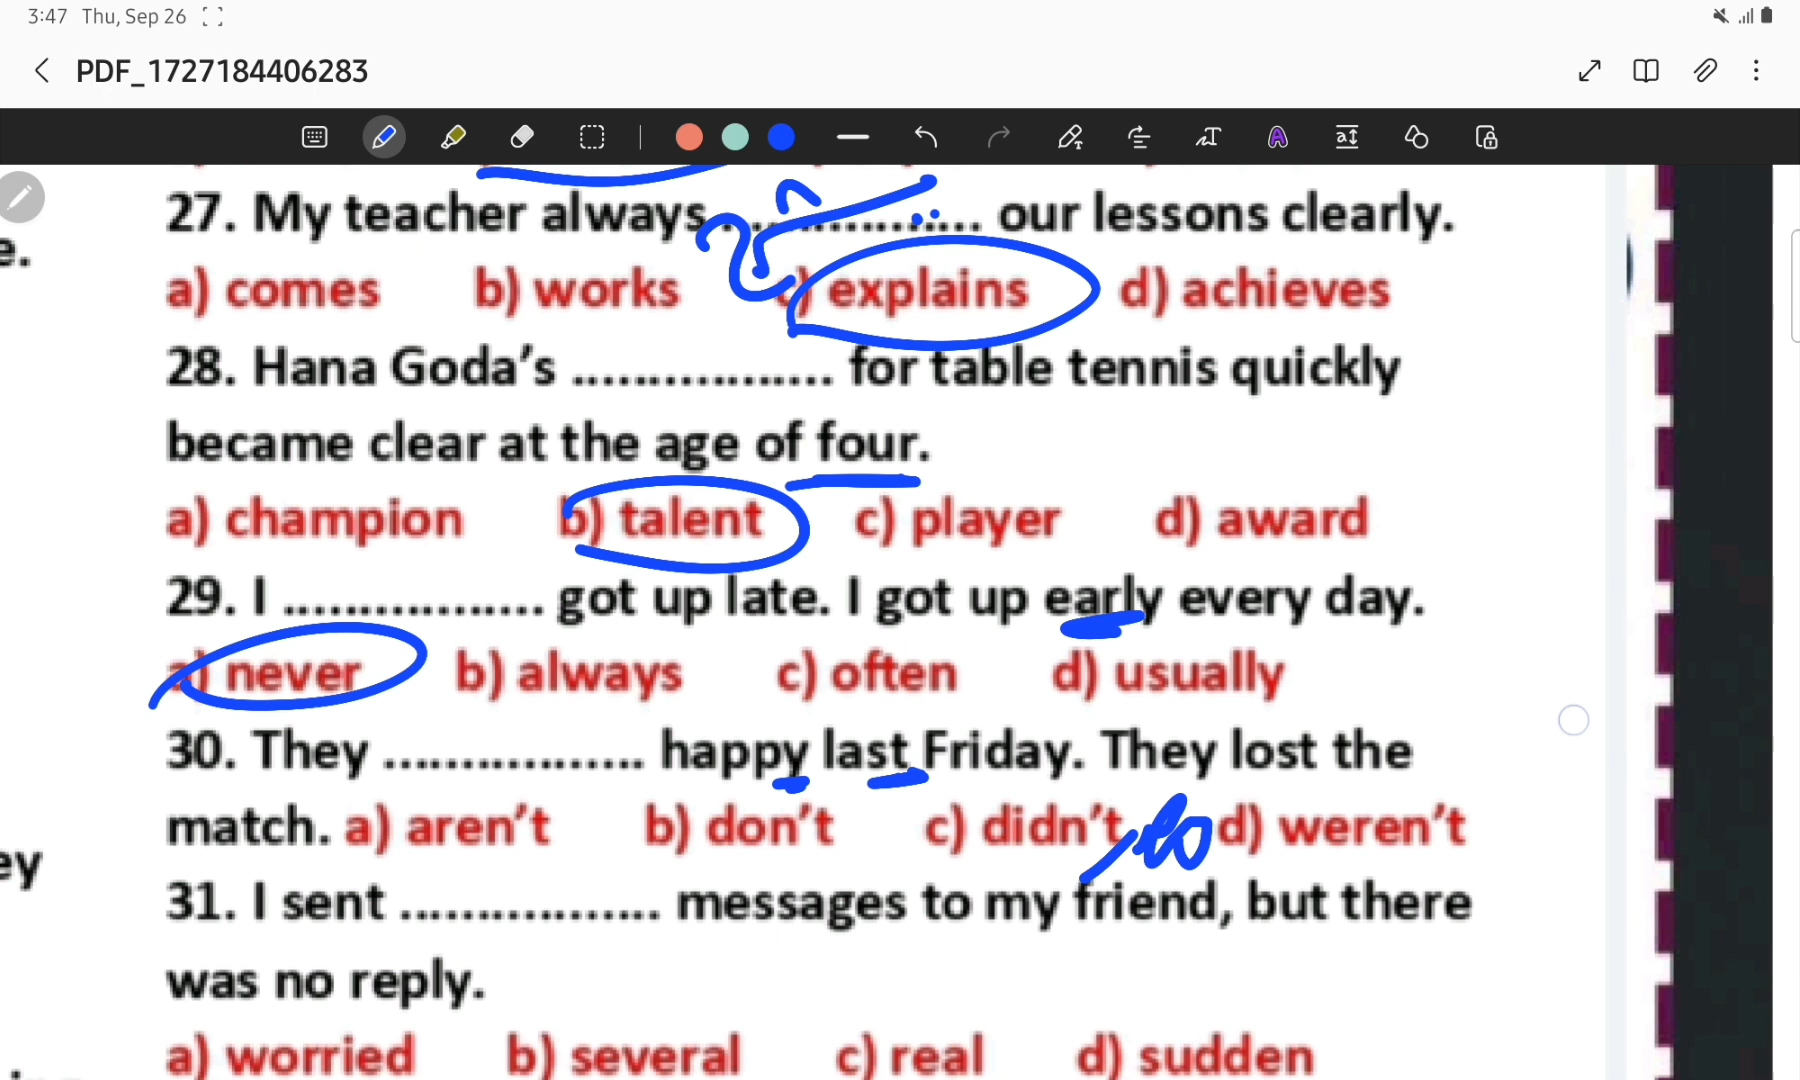 3:47 Thu, Sep 26
PDF_1727184406283
27. My teacher always .................. our lessons clearly.
a) comes b) works c) explains d) achieves
28. Hana Goda's .................. for table tennis quickly
became clear at the age of four.
a) champion b) talent c) player d) award
29. I .................. got up late. I got up early every day.
a) never b) always c) often d) usually
30. They .................. happy last Friday. They lost the
match. a) aren't b) don't c) didn't d) weren't
31. I sent .................. messages to my friend, but there
was no reply.
a) worried b) several c) real d) sudden